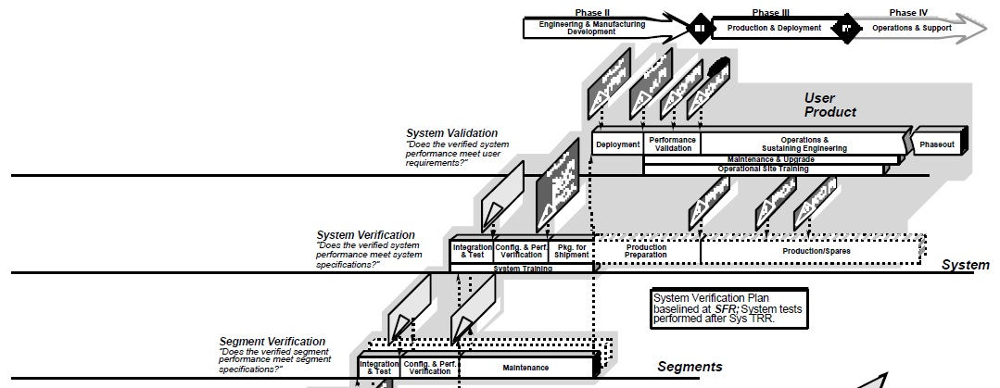 Phase II
Engineering & Manufacturing
Development
Phase III
Production & Deployment
Phase IV
Operations & Support
User
Product
System Validation
"Does the verified system
performance meet user
requirements?"
Deployment
Performance
Validation
Operations &
Sustaining Engineering
Phaseout
Maintenance & Upgrade
Operational Site Training
System Verification
"Does the verified system
performance meet system
specifications?"
Integration
& Test
Config. & Perf.
Verification
Pkg. for
Shipment
Production
Preparation
Production/Spares
System Training
System
System Verification Plan
baselined at SFR; System tests
performed after Sys TRR.
Segment Verification
"Does the verified segment
performance meet segment
specifications?"
Integration
& Test
Config. & Perf.
Verification
Maintenance
Segments